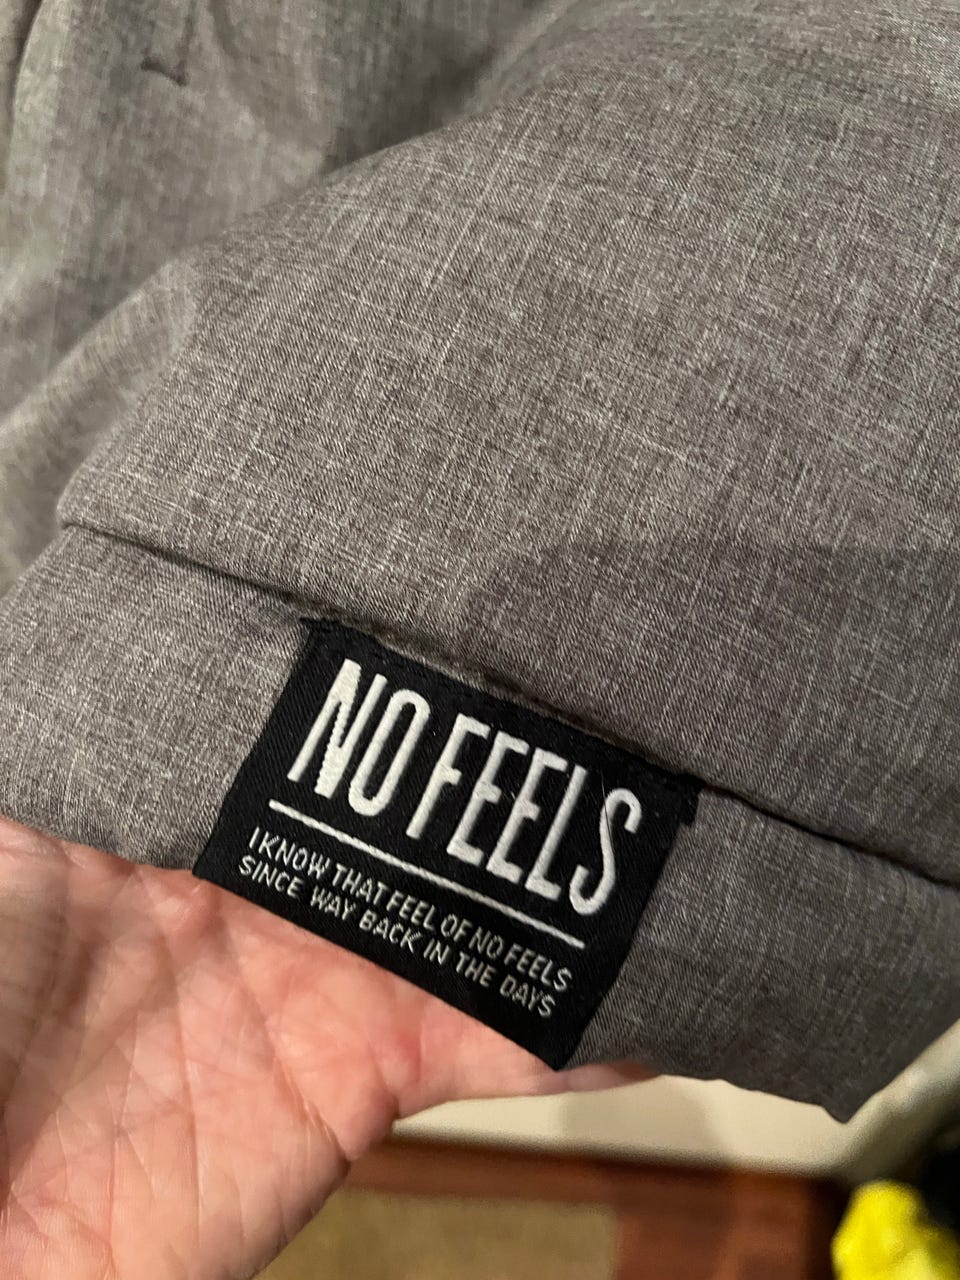 NO FEELS
I KNOW THAT FEEL OF NO FEELS
SINCE WAY BACK IN THE DAYS